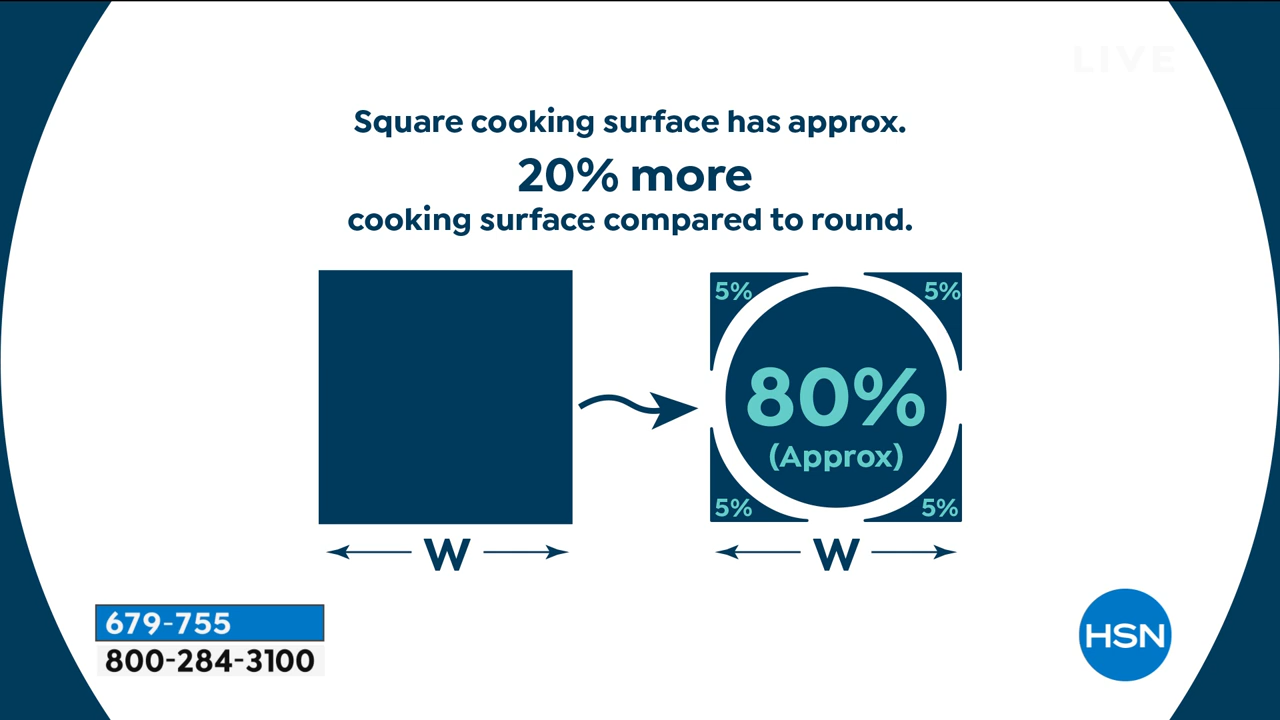 LIVE
Square cooking surface has approx.
20% more
cooking surface compared to round.
5%
5%
80%
(Approx)
5%
5%
W
W
679-755
800-284-3100
HSN